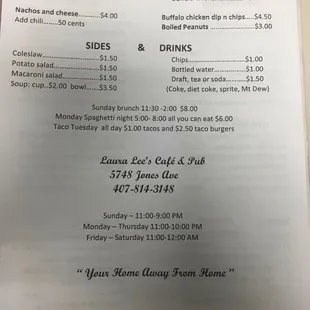 Nachos and cheese..............$4.00
Add chili........50 cents
Buffalo chicken dip n chips.....$4.50
Boiled Peanuts ....................$3.00
SIDES & DRINKS
Coleslaw..............................$1.50
Potato salad........................$1.50
Macaroni salad....................$1.50
Soup: cup..$2.00 bowl......$3.50
Chips.............................$1.00
Bottled water................$1.00
Draft, tea or soda..........$1.50
(Coke, diet coke, sprite, Mt Dew)
Sunday brunch 11:30 -2:00 $8.00
Monday Spaghetti night 5:00- 8:00 all you can eat $6.00
Taco Tuesday all day $1.00 tacos and $2.50 taco burgers
Laura Lee's Café & Pub
5748 Jones Ave
407-814-3148
Sunday – 11:00-9:00 PM
Monday – Thursday 11:00-10:00 PM
Friday – Saturday 11:00-12:00 AM
" Your Home Away From Home "